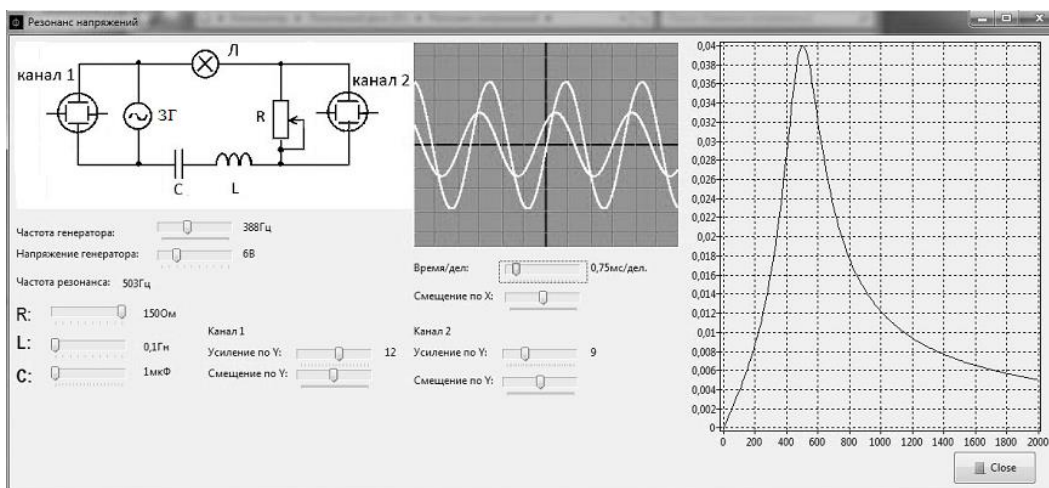 Резонанс напряжений
Л
канал 1
канал 2
ЗГ
R
C
L
Частота генератора: 388Гц
Напряжение генератора: 6В
Частота резонанса: 503Гц
R: 150Ом
L: 0,1Гн
C: 1мкФ
Канал 1
Усиление по Y: 12
Смещение по Y:
Время/дел: 0,75мс/дел.
Смещение по X:
Канал 2
Усиление по Y: 9
Смещение по Y:
0,04
0,038
0,036
0,034
0,032
0,03
0,028
0,026
0,024
0,022
0,02
0,018
0,016
0,014
0,012
0,01
0,008
0,006
0,004
0,002
0
0 200 400 600 800 1000 1200 1400 1600 1800 2000
Close